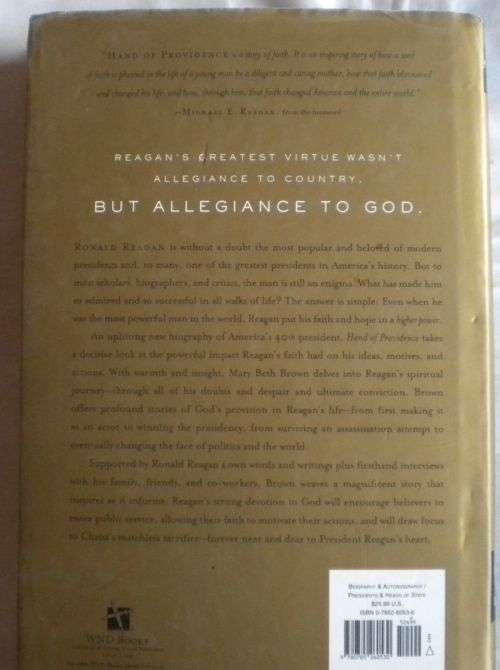 "HAND OF PROVIDENCE is a story of faith. It is an inspiring story of how a seed
of faith is planted in the life of a young man by a diligent and caring mother, how that faith blossomed
and changed his life, and how, through him, that faith changed America and the entire world."
—MICHAEL E. REAGAN, from the foreword
REAGAN'S GREATEST VIRTUE WASN'T
ALLEGIANCE TO COUNTRY,
BUT ALLEGIANCE TO GOD.
RONALD REAGAN is without a doubt the most popular and beloved of modern
presidents and, to many, one of the greatest presidents in America's history. But to
most scholars, biographers, and critics, the man is still an enigma. What has made him
so admired and so successful in all walks of life? The answer is simple: Even when he
was the most powerful man in the world, Reagan put his faith and hope in a higher power.
An uplifting new biography of America's 40th president, Hand of Providence takes
a decisive look at the powerful impact Reagan's faith had on his ideas, motives, and
actions. With warmth and insight, Mary Beth Brown delves into Reagan's spiritual
journey—through all of his doubts and despair and ultimate conviction. Brown
offers profound stories of God's provision in Reagan's life—from first making it
as an actor to winning the presidency, from surviving an assassination attempt to
eventually changing the face of politics and the world.
Supported by Ronald Reagan's own words and writings plus firsthand interviews
with his family, friends, and co-workers, Brown weaves a magnificent story that
inspires as it informs. Reagan's strong devotion in God will encourage believers to
enter public service, allowing their faith to motivate their actions, and will draw focus
to Christ's matchless sacrifice—forever near and dear to President Reagan's heart.
BIOGRAPHY & AUTOBIOGRAPHY /
PRESIDENTS & HEADS OF STATE
$25.99 U.S.
ISBN 0-7852-6053-8
52599
WND BOOKS